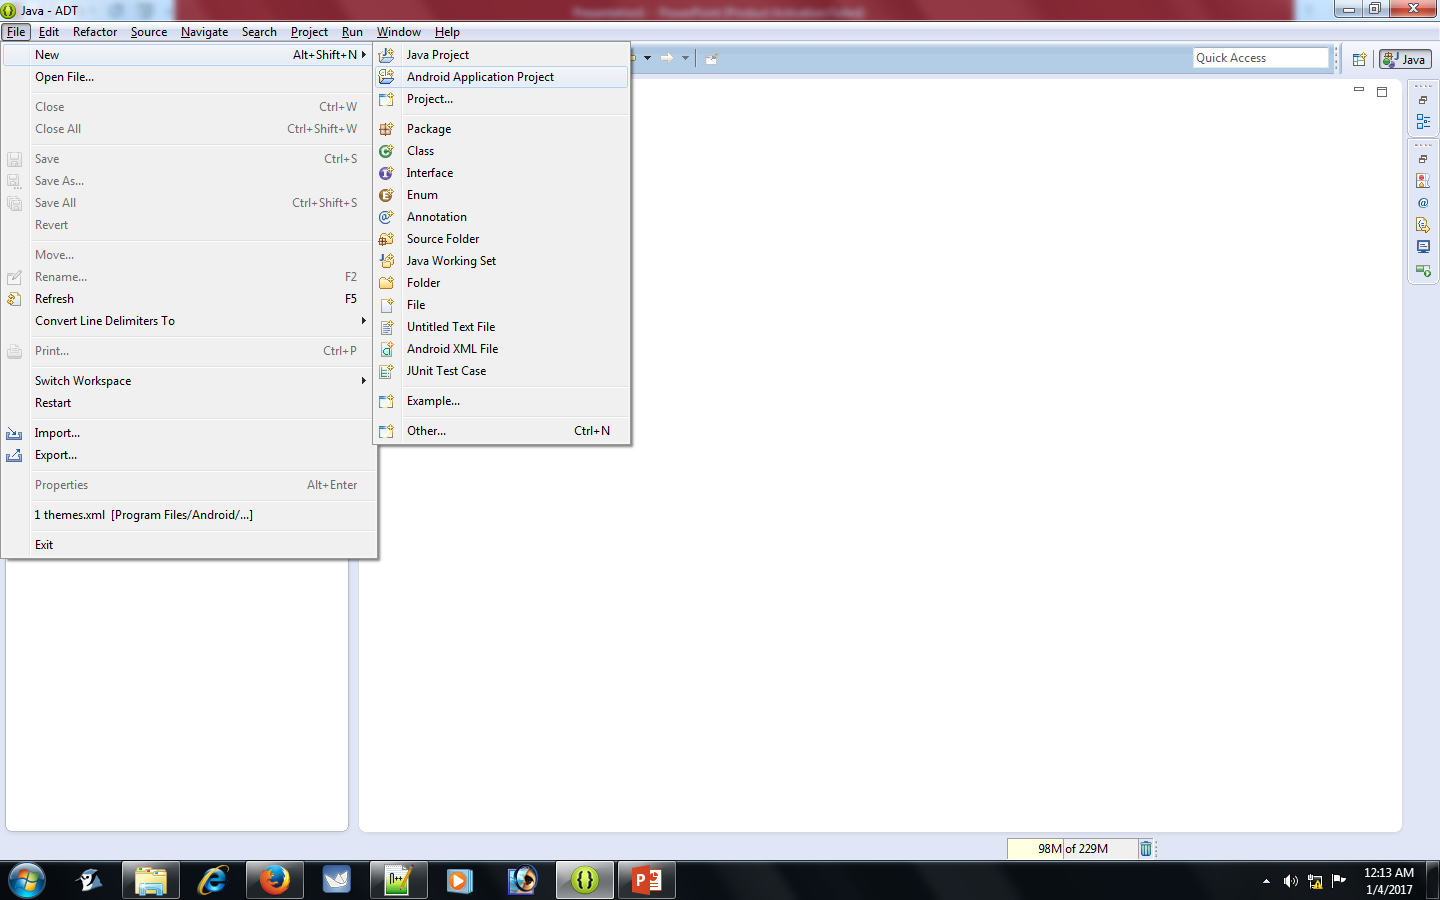 Java - ADT
File Edit Refactor Source Navigate Search Project Run Window Help
New Alt+Shift+N
Open File...
Close Ctrl+W
Close All Ctrl+Shift+W
Save Ctrl+S
Save As...
Save All Ctrl+Shift+S
Revert
Move...
Rename... F2
Refresh F5
Convert Line Delimiters To
Print... Ctrl+P
Switch Workspace
Restart
Import...
Export...
Properties Alt+Enter
1 themes.xml [Program Files/Android/...]
Exit
Java Project
Android Application Project
Project...
Package
Class
Interface
Enum
Annotation
Source Folder
Java Working Set
Folder
File
Untitled Text File
Android XML File
JUnit Test Case
Example...
Other... Ctrl+N
Quick Access
Java
98M of 229M
12:13 AM
1/4/2017